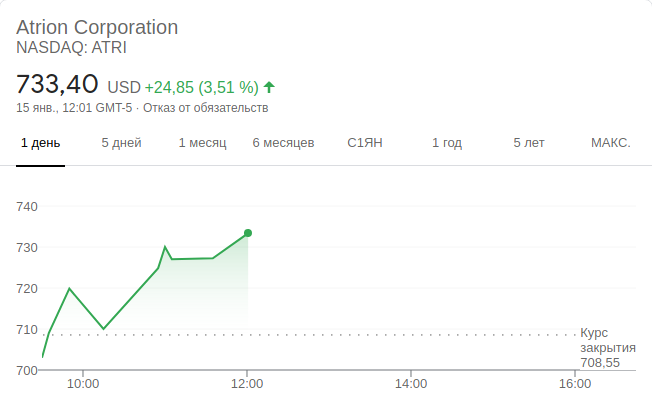 Atrion Corporation
NASDAQ: ATRI
733,40 USD +24,85 (3,51 %)
15 янв., 12:01 GMT-5 · Отказ от обязательств
1 день 5 дней 1 месяц 6 месяцев С1ЯН 1 год 5 лет МАКС.
740
730
720
710
700
Курс
закрытия
708,55
10:00 12:00 14:00 16:00